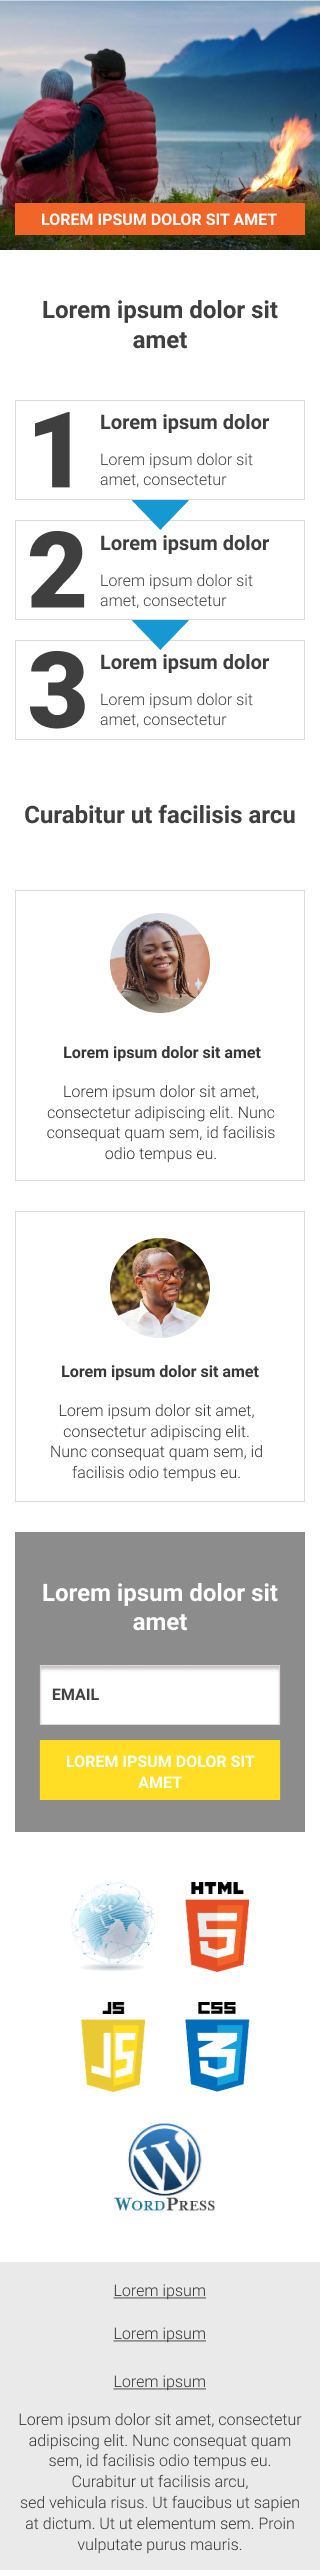 LOREM IPSUM DOLOR SIT AMET
Lorem ipsum dolor sit
amet
1
Lorem ipsum dolor
Lorem ipsum dolor sit
amet, consectetur
2
Lorem ipsum dolor
Lorem ipsum dolor sit
amet, consectetur
3
Lorem ipsum dolor
Lorem ipsum dolor sit
amet, consectetur
Curabitur ut facilisis arcu
Lorem ipsum dolor sit amet
Lorem ipsum dolor sit amet,
consectetur adipiscing elit. Nunc
consequat quam sem, id facilisis
odio tempus eu.
Lorem ipsum dolor sit amet
Lorem ipsum dolor sit amet,
consectetur adipiscing elit.
Nunc consequat quam sem, id
facilisis odio tempus eu.
Lorem ipsum dolor sit
amet
EMAIL
LOREM IPSUM DOLOR SIT
AMET
HTML
5
JS
JS
CSS
3
W
WORDPRESS
Lorem ipsum
Lorem ipsum
Lorem ipsum
Lorem ipsum dolor sit amet, consectetur
adipiscing elit. Nunc consequat quam
sem, id facilisis odio tempus eu.
Curabitur ut facilisis arcu,
sed vehicula risus. Ut faucibus ut sapien
at dictum. Ut ut elementum sem. Proin
vulputate purus mauris.